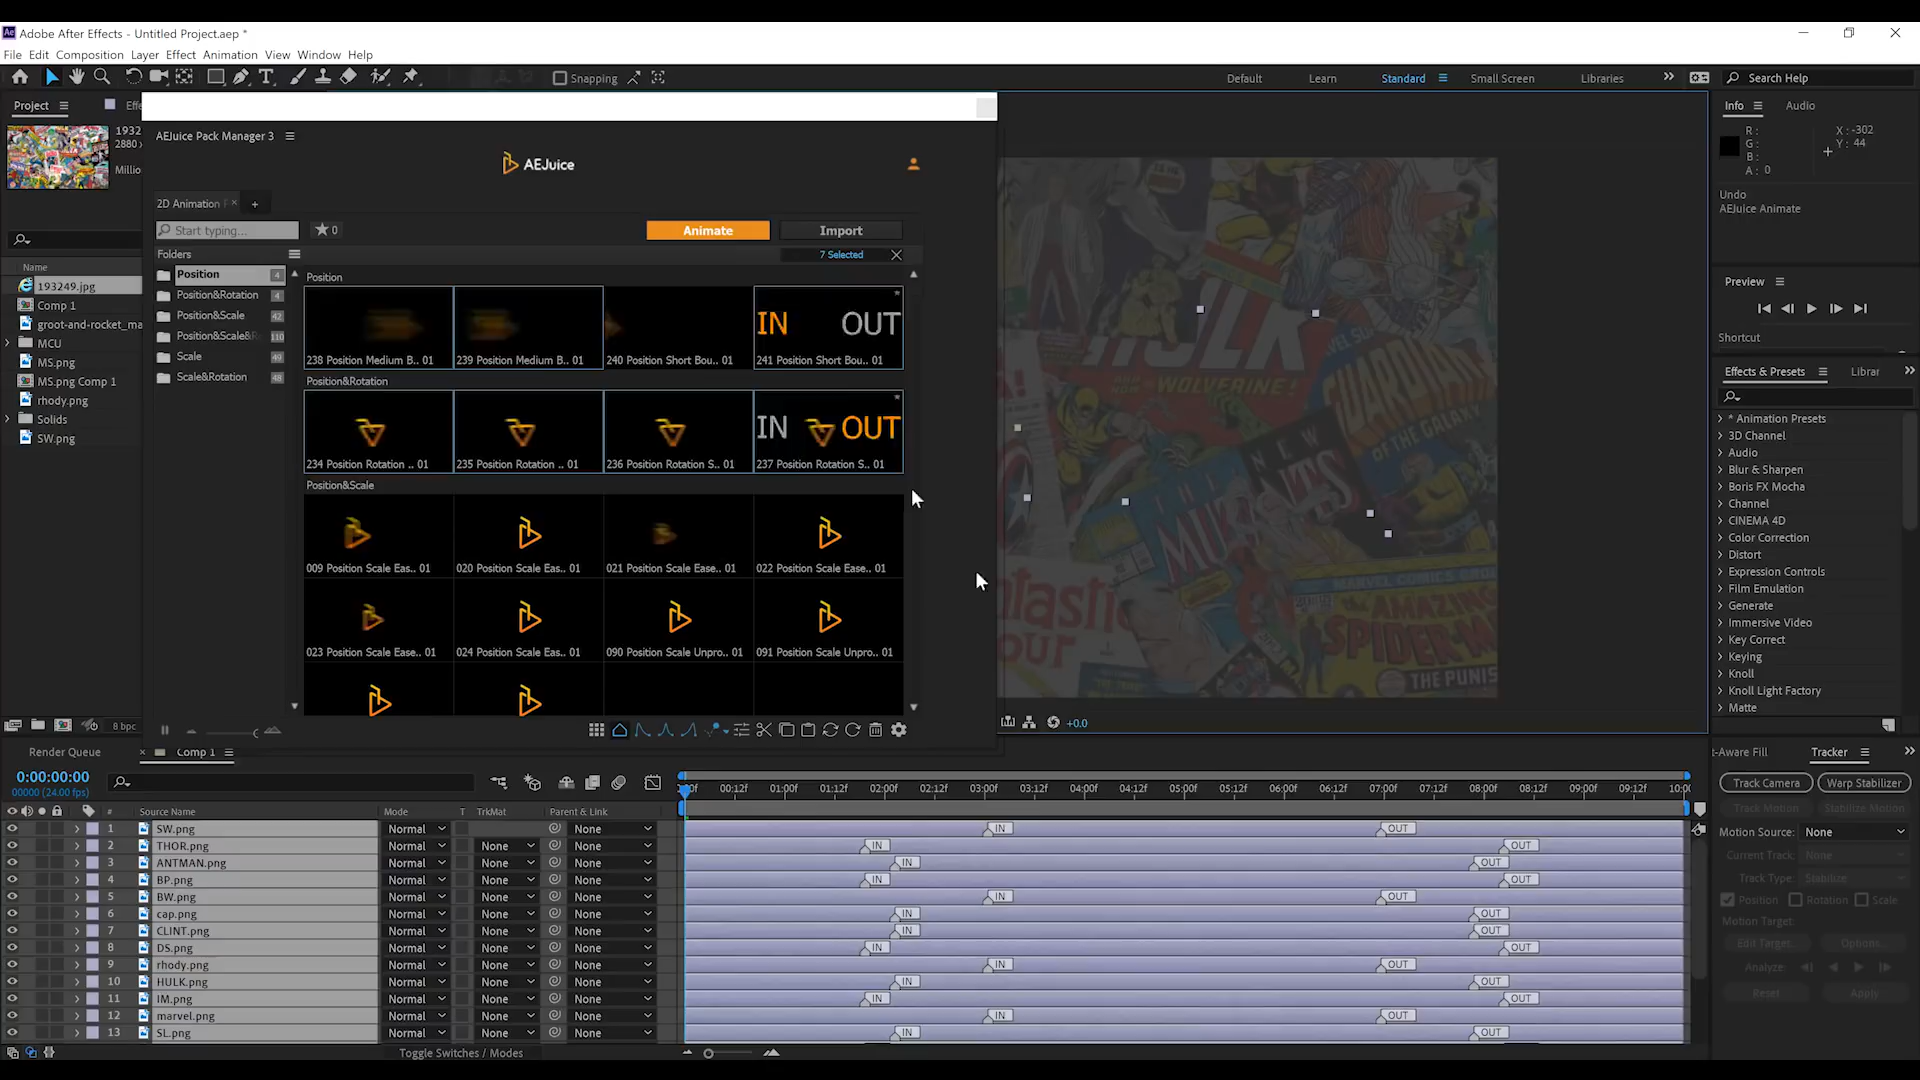 Adobe After Effects - Untitled Project.aep *
File Edit Composition Layer Effect Animation View Window Help
Snapping
Default Learn Standard Small Screen Libraries
Search Help
Project
AEJuice Pack Manager 3
AEJuice
2D Animation
Start typing...
0
Animate Import
Folders
7 Selected
Position 4
Position&Rotation 4
Position&Scale 42
Position&Scale& 110
Scale 49
Scale&Rotation 48
Position
IN OUT
238 Position Medium B.. 01
239 Position Medium B.. 01
240 Position Short Bou.. 01
241 Position Short Bou.. 01
Position&Rotation
IN OUT
234 Position Rotation .. 01
235 Position Rotation .. 01
236 Position Rotation S.. 01
237 Position Rotation S.. 01
Position&Scale
009 Position Scale Eas.. 01
020 Position Scale Eas.. 01
021 Position Scale Ease.. 01
022 Position Scale Ease.. 01
023 Position Scale Ease.. 01
024 Position Scale Eas.. 01
090 Position Scale Unpro.. 01
091 Position Scale Unpro.. 01
1932
2880
Millio
Name
193249.jpg
Comp 1
groot-and-rocket_ma
MCU
MS.png
MS.png Comp 1
rhody.png
Solids
SW.png
8 bpc
HULK
WOLVERINE!
GUARD
OF THE GALAXY
NEW
MUTANTS
MARVEL COMICS GRO
AMAZING
SPIDER-M
THE PUNIS
+0.0
Info Audio
R:
G:
B:
A: 0
X: -302
Y: 44
Undo
AEJuice Animate
Preview
Shortcut
Effects & Presets Librar
* Animation Presets
3D Channel
Audio
Blur & Sharpen
Boris FX Mocha
Channel
CINEMA 4D
Color Correction
Distort
Expression Controls
Film Emulation
Generate
Immersive Video
Key Correct
Keying
Knoll
Knoll Light Factory
Matte
Render Queue Comp 1
0:00:00:00
00000 (24.00 fps)
00:12f 01:00f 01:12f 02:00f 02:12f 03:00f 03:12f 04:00f 04:12f 05:00f 05:12f 06:00f 06:12f 07:00f 07:12f 08:00f 08:12f 09:00f 09:12f 10:0
# Source Name Mode T TrkMat Parent & Link
1 SW.png Normal None IN OUT
2 THOR.png Normal None None IN OUT
3 ANTMAN.png Normal None None IN OUT
4 BP.png Normal None None IN OUT
5 BW.png Normal None None IN OUT
6 cap.png Normal None None IN OUT
7 CLINT.png Normal None None IN OUT
8 DS.png Normal None None IN OUT
9 rhody.png Normal None None IN OUT
10 HULK.png Normal None None IN OUT
11 IM.png Normal None None IN OUT
12 marvel.png Normal None None IN OUT
13 SL.png Normal None None IN OUT
Toggle Switches / Modes
t-Aware Fill Tracker
Track Camera Warp Stabilizer
Track Motion Stabilize Motion
Motion Source: None
Current Track: None
Track Type: Stabilize
Position Rotation Scale
Motion Target:
Edit Target... Options...
Analyze:
Reset Apply